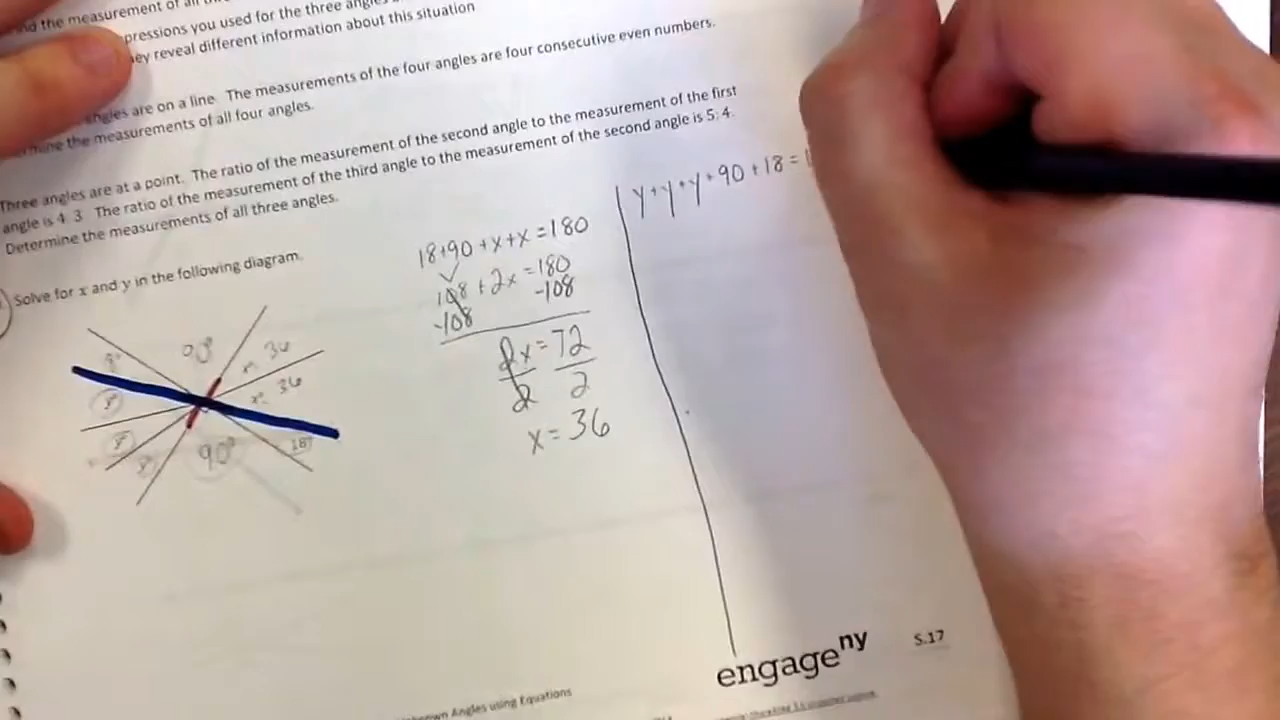 the measurement of all
pressions you used for the three angles
ey reveal different information about this situation
angles are on a line. The measurements of the four angles are four consecutive even numbers.
the measurements of all four angles.
Three angles are at a point. The ratio of the measurement of the second angle to the measurement of the first
angle is 4:3. The ratio of the measurement of the third angle to the measurement of the second angle is 5:4.
Determine the measurements of all three angles.
Solve for x and y in the following diagram.
18+90+x+x=180
108+2x=180
-108 -108
2x=72
2 2
x=36
y+y+y+90+18=
x° 36
x° 36
y°
y°
y°
90°
18°
engageny
S.17
Angles using Equations